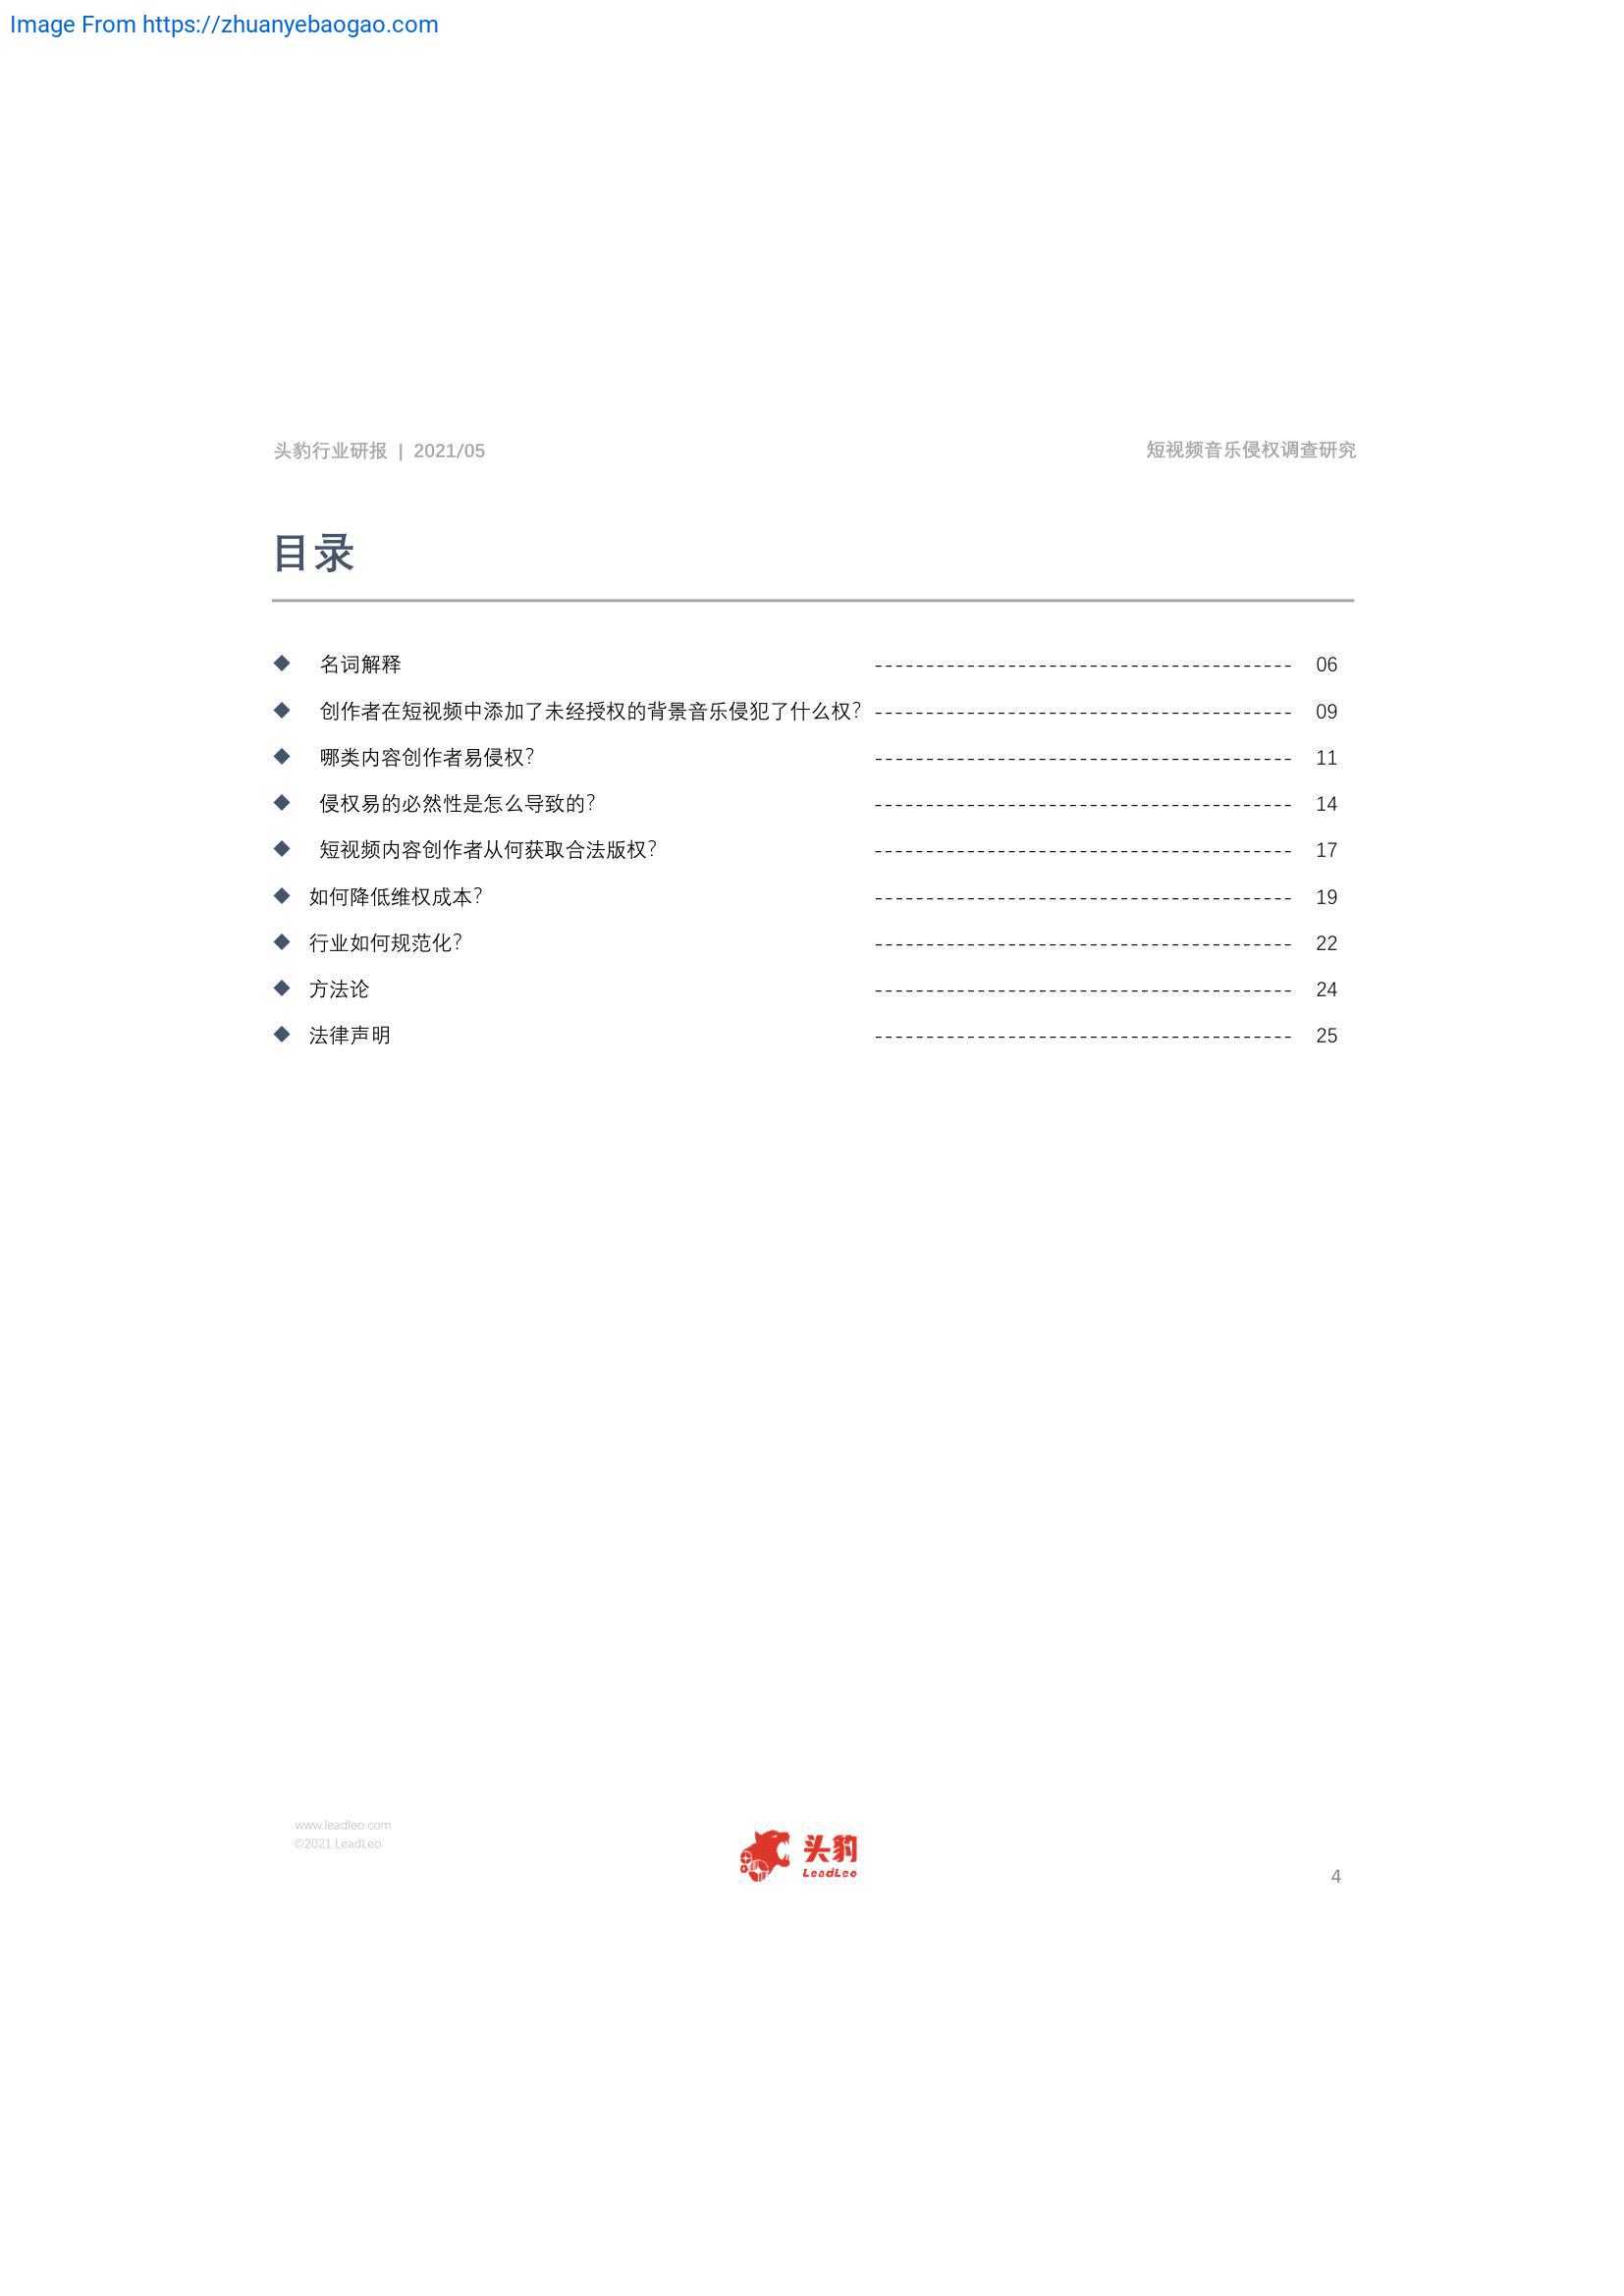 Image From https://zhuanyebaogao.com
头豹行业研报 | 2021/05
短视频音乐侵权调查研究
目录
◆ 名词解释 ----------------------------------------- 06
◆ 创作者在短视频中添加了未经授权的背景音乐侵犯了什么权? ----------------------------------------- 09
◆ 哪类内容创作者易侵权? ----------------------------------------- 11
◆ 侵权易的必然性是怎么导致的? ----------------------------------------- 14
◆ 短视频内容创作者从何获取合法版权? ----------------------------------------- 17
◆ 如何降低维权成本? ----------------------------------------- 19
◆ 行业如何规范化? ----------------------------------------- 22
◆ 方法论 ----------------------------------------- 24
◆ 法律声明 ----------------------------------------- 25
www.leadleo.com
©2021 LeadLeo
头豹
LeadLeo
4